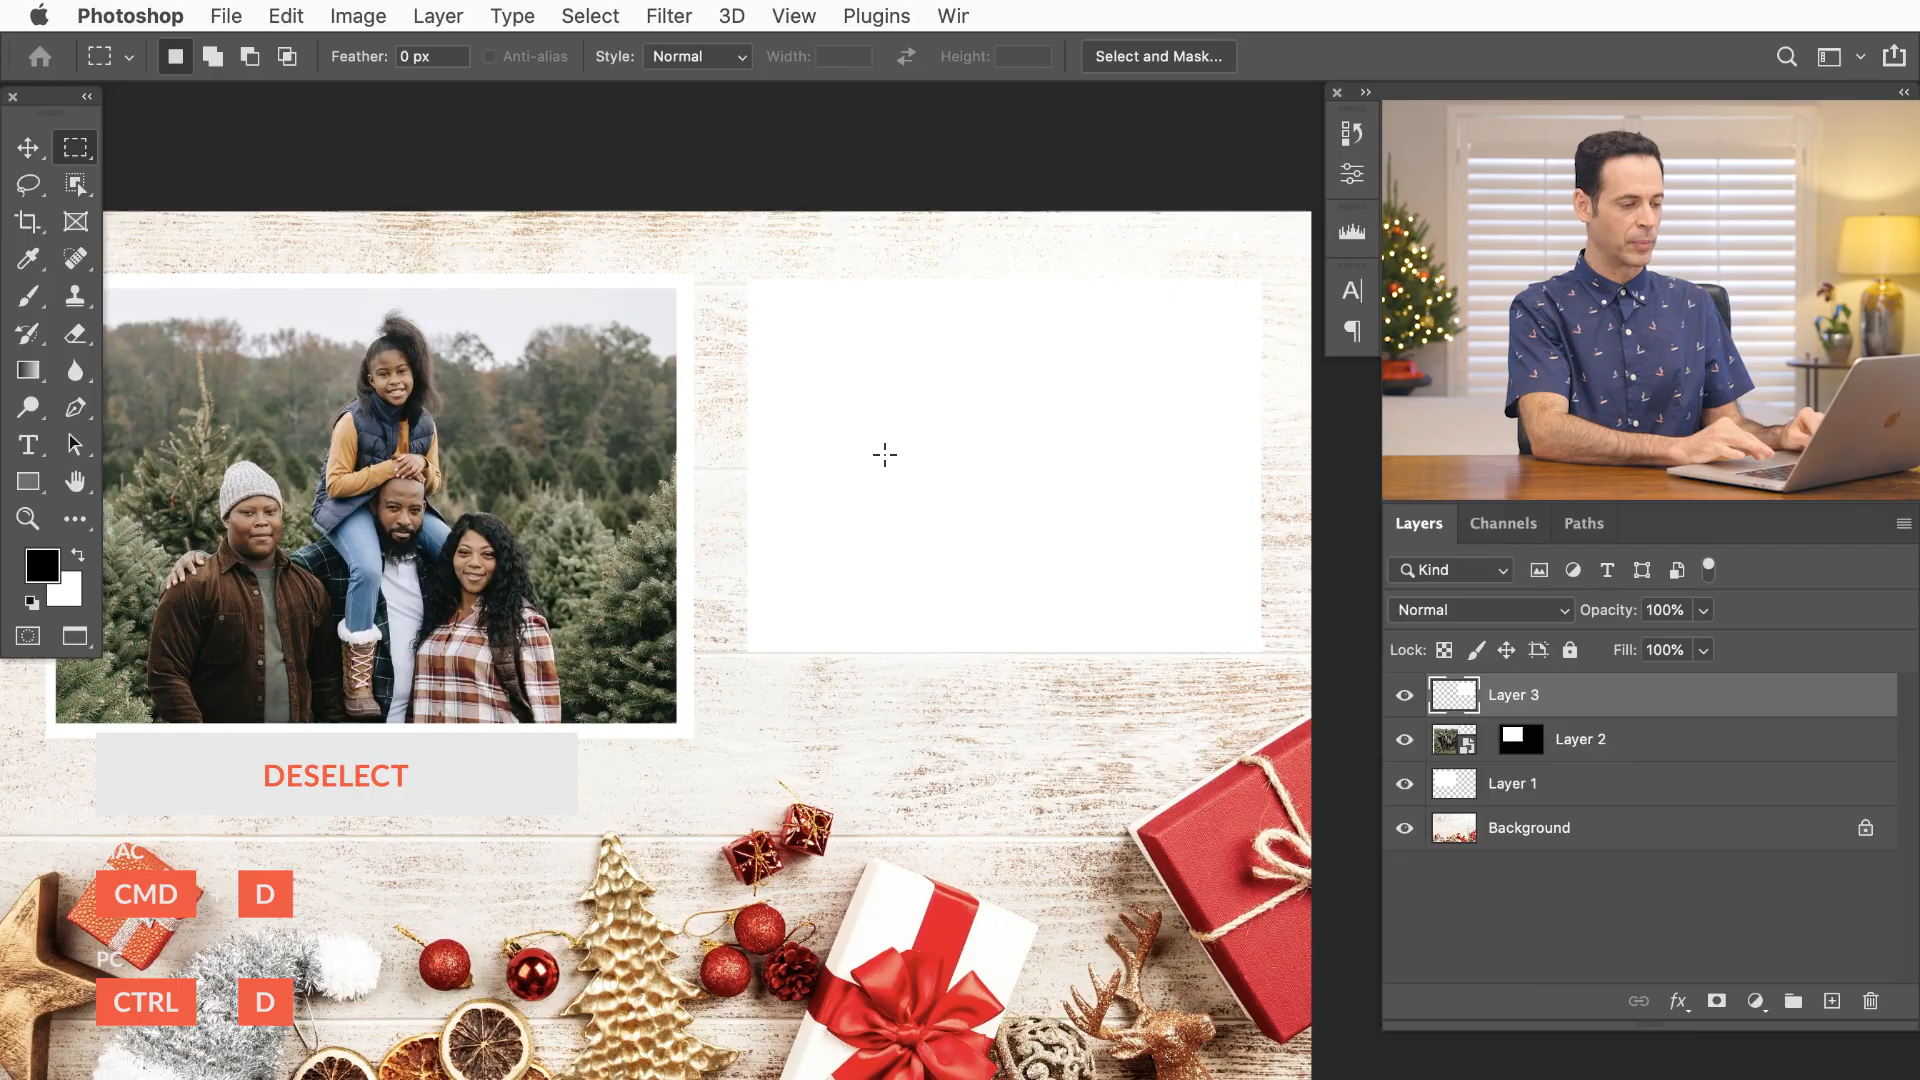 Photoshop File Edit Image Layer Type Select Filter 3D View Plugins Wir
Feather: 0 px Anti-alias Style: Normal Width: Height: Select and Mask...
Layers Channels Paths
Kind
Normal Opacity: 100%
Lock: Fill: 100%
Layer 3
Layer 2
Layer 1
Background
DESELECT
AC
CMD D
PC
CTRL D